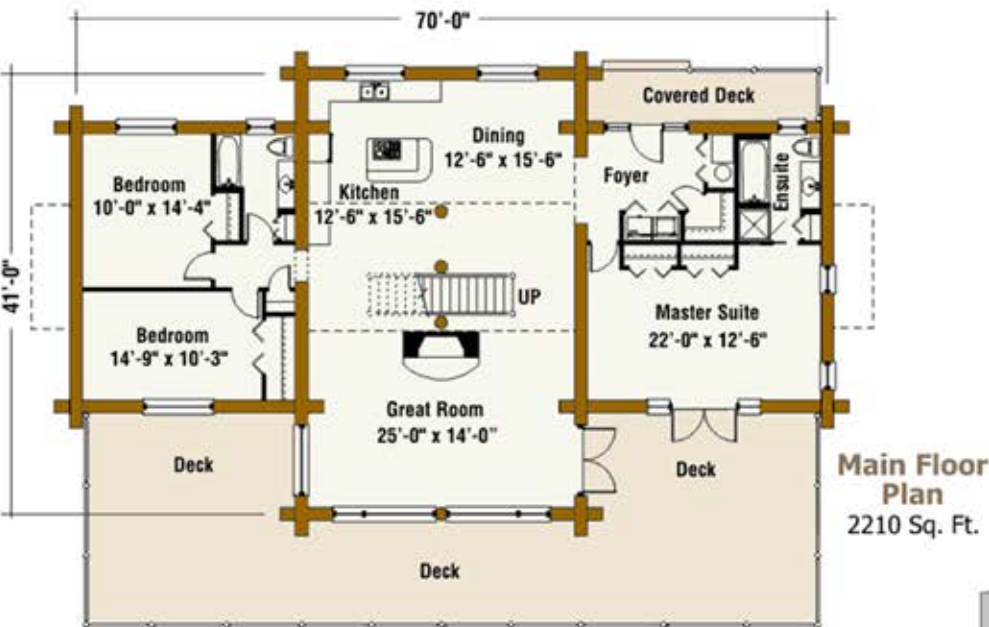 70'-0"
Covered Deck
Dining
12'-6" x 15'-6"
Foyer
Ensuite
Bedroom
10'-0" x 14'-4"
Kitchen
12'-6" x 15'-6"
41'-0"
UP
Master Suite
22'-0" x 12'-6"
Bedroom
14'-9" x 10'-3"
Great Room
25'-0" x 14'-0"
Deck
Deck
Main Floor
Plan
2210 Sq. Ft.
Deck